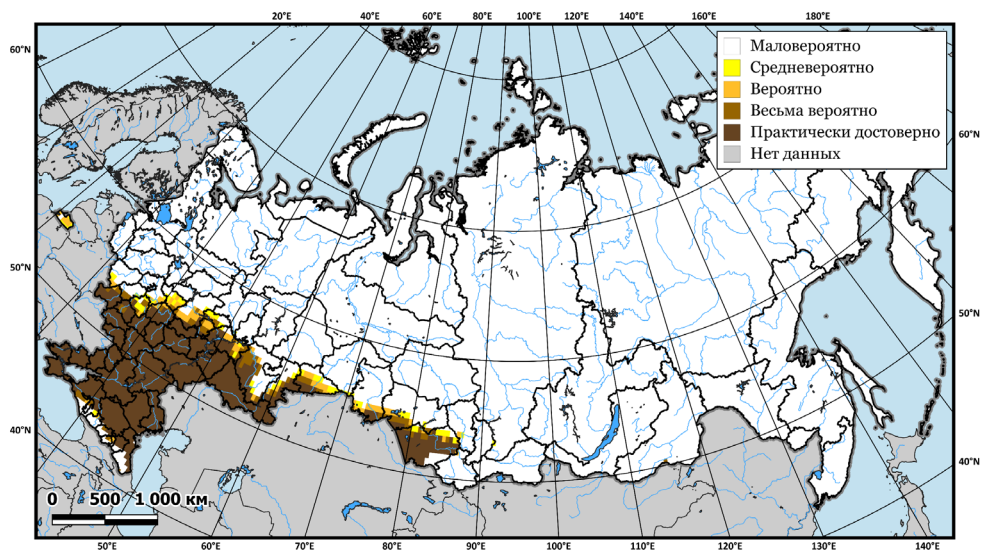 20°E 40°E 60°E 80°E 100°E 120°E 140°E 160°E 180°E
60°N
50°N
40°N
Маловероятно
Средневероятно
Вероятно
Весьма вероятно
Практически достоверно
Нет данных
60°N
50°N
40°N
0 500 1 000 км
50°E 60°E 70°E 80°E 90°E 100°E 110°E 120°E 130°E 140°E